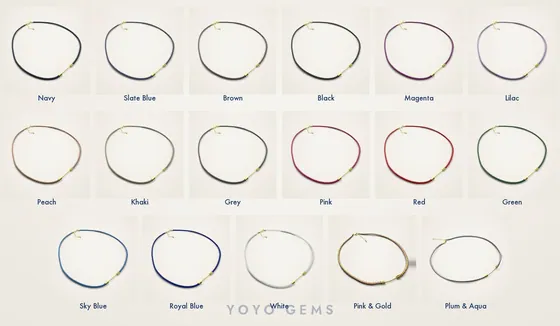 Navy Slate Blue Brown Black Magenta Lilac
Peach Khaki Grey Pink Red Green
Sky Blue Royal Blue White Pink & Gold Plum & Aqua
YOYO GEMS